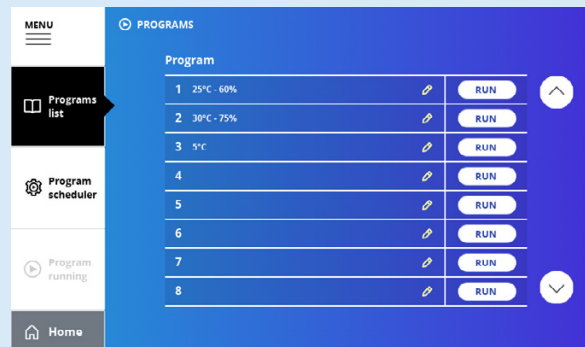 MENU
PROGRAMS
Programs
list
Program
scheduler
Program
running
Home
Program
1 25°C - 60% RUN
2 30°C - 75% RUN
3 5°C RUN
4 RUN
5 RUN
6 RUN
7 RUN
8 RUN